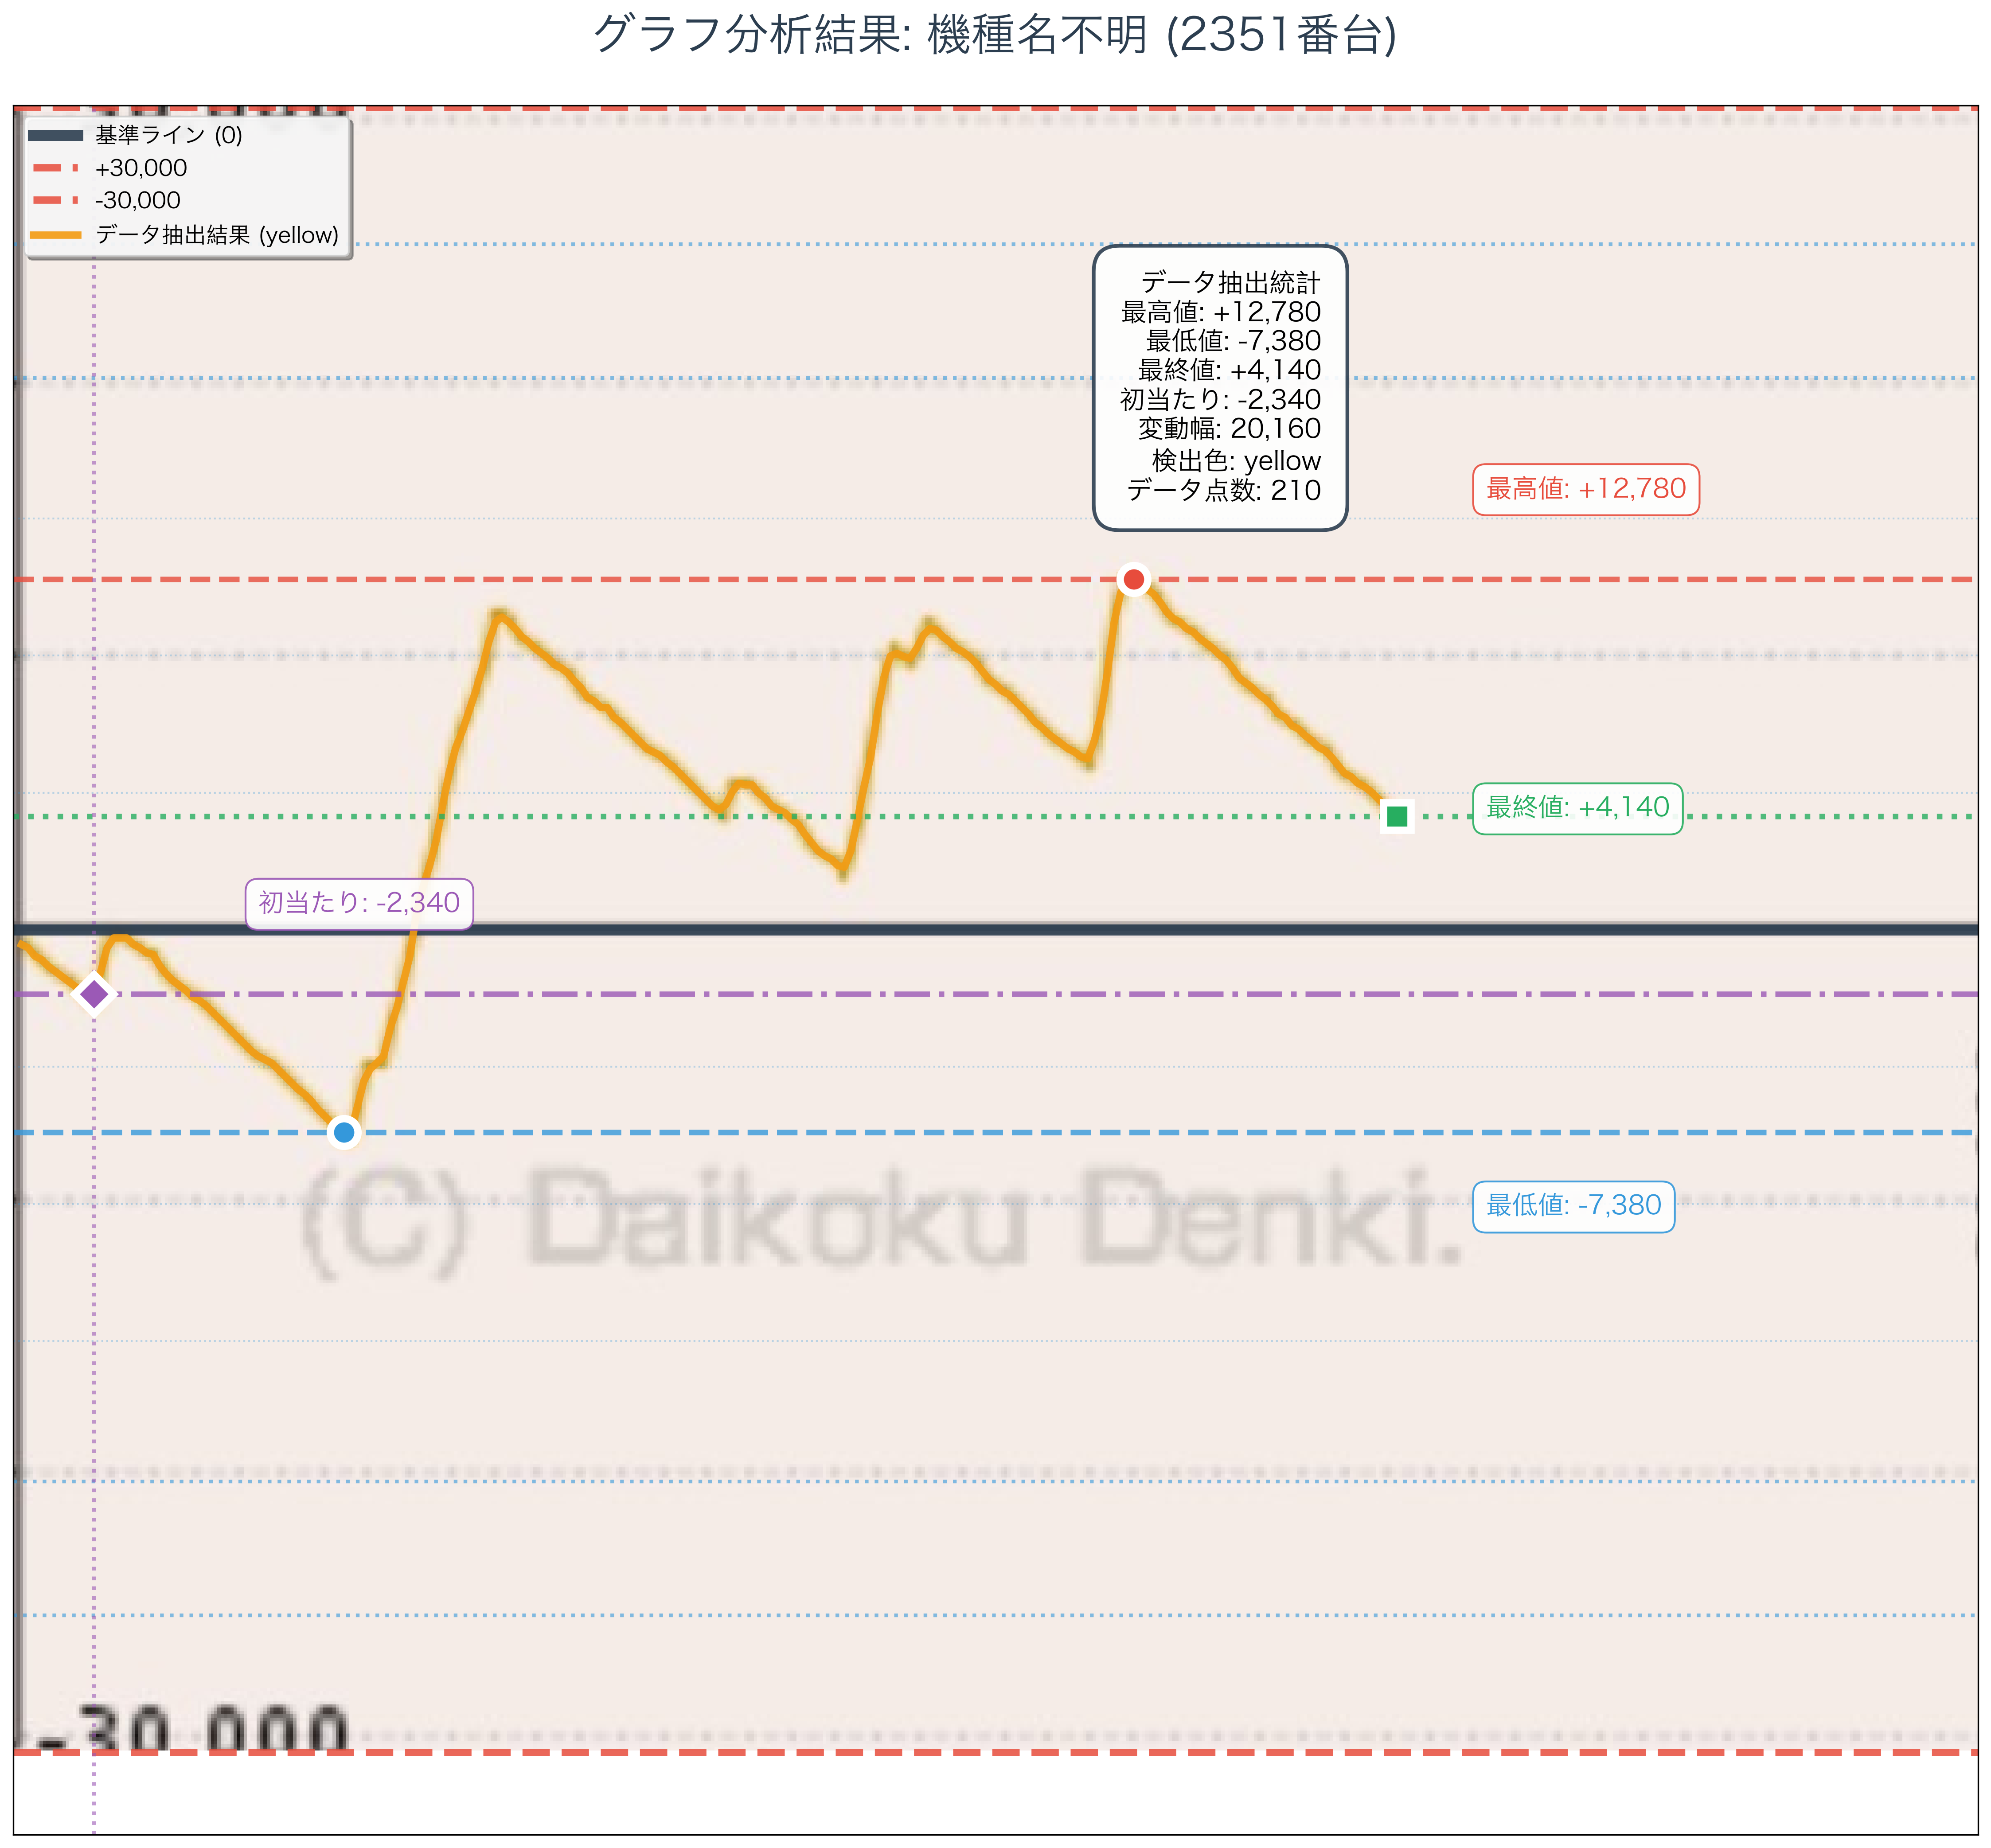 グラフ分析結果: 機種名不明 (2351番台)
基準ライン (0)
+30,000
-30,000
データ抽出結果 (yellow)
データ抽出統計
最高値: +12,780
最低値: -7,380
最終値: +4,140
初当たり: -2,340
変動幅: 20,160
検出色: yellow
データ点数: 210
最高値: +12,780
最終値: +4,140
初当たり: -2,340
(C) Daikoku Denki.
最低値: -7,380
-30,000